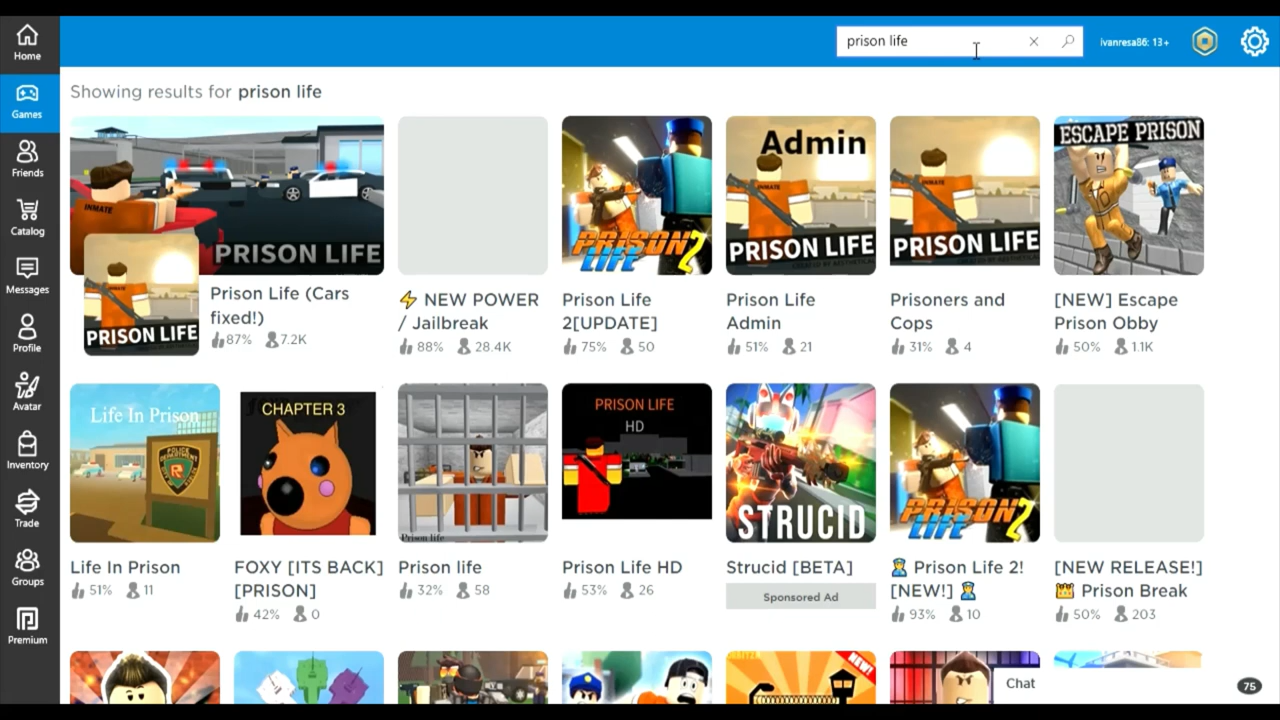 prison life
ivanresa86: 13+
Home
Games
Friends
Catalog
Messages
Profile
Avatar
Inventory
Trade
Groups
Premium
Showing results for prison life
INMATE
PRISON LIFE
PRISON LIFE
Prison Life (Cars
fixed!)
87% 7.2K
⚡ NEW POWER
/ Jailbreak
88% 28.4K
PRISON
LIFE 2
Prison Life
2[UPDATE]
75% 50
Admin
PRISON LIFE
Prison Life
Admin
51% 21
PRISON LIFE
Prisoners and
Cops
31% 4
ESCAPE PRISON
[NEW] Escape
Prison Obby
50% 1.1K
Life In Prison
POLICE
DEPARTMENT
R
Life In Prison
51% 11
CHAPTER 3
FOXY [ITS BACK]
[PRISON]
42% 0
Prison life
Prison life
32% 58
PRISON LIFE
HD
Prison Life HD
53% 26
STRUCID
Strucid [BETA]
Sponsored Ad
PRISON
LIFE 2
👮 Prison Life 2!
[NEW!] 👮
93% 10
[NEW RELEASE!]
👑 Prison Break
50% 203
NEW!
Chat
75